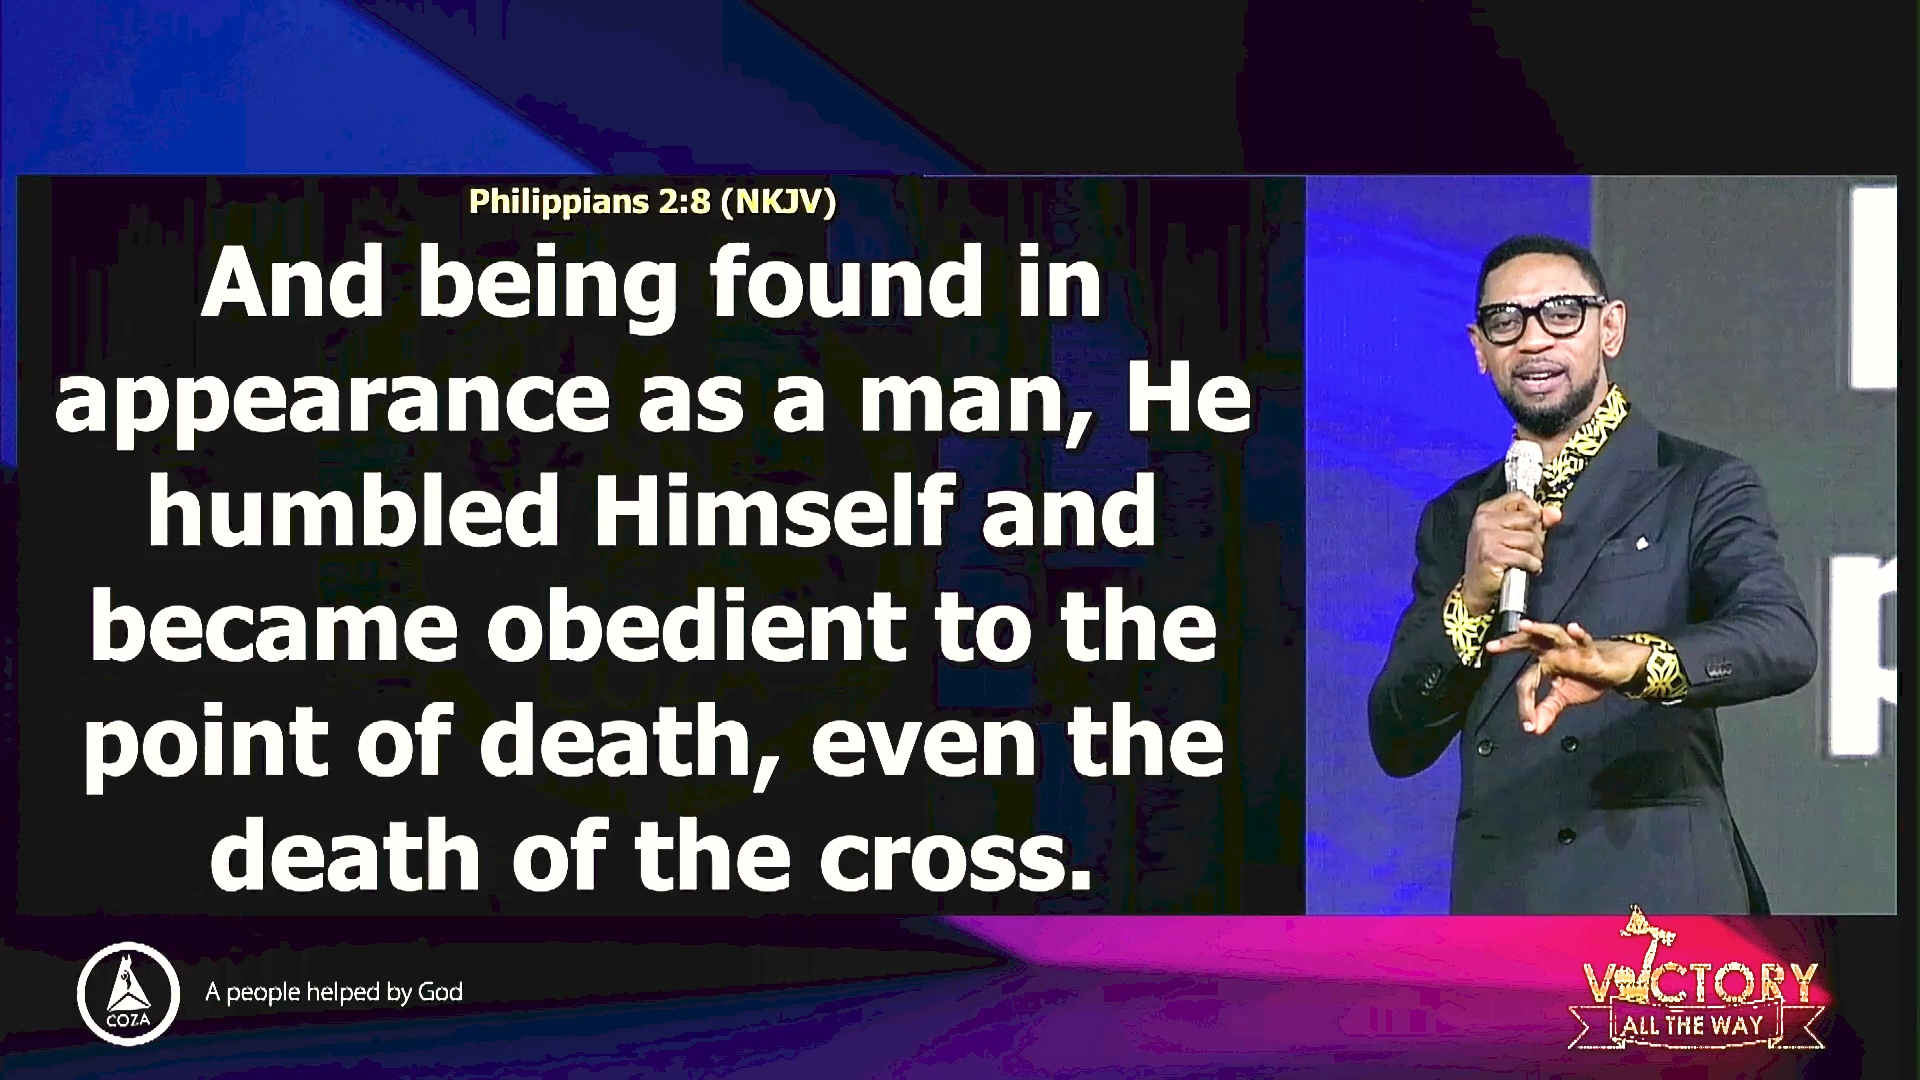 Philippians 2:8 (NKJV)
And being found in
appearance as a man, He
humbled Himself and
became obedient to the
point of death, even the
death of the cross.
COZA
A people helped by God
VICTORY
ALL THE WAY